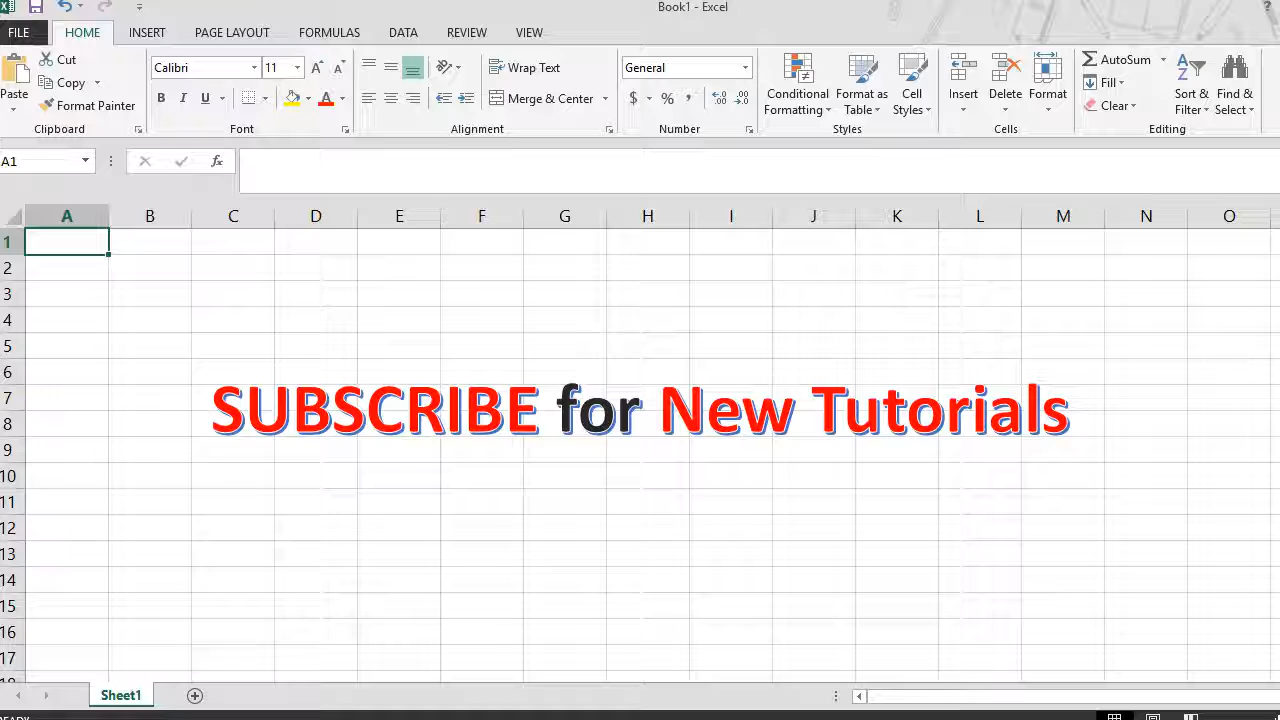 Book1 - Excel
?
FILE HOME INSERT PAGE LAYOUT FORMULAS DATA REVIEW VIEW
Paste
Cut
Copy
Format Painter
Clipboard
Calibri 11
B I U A
Font
Wrap Text
Merge & Center
Alignment
General
$ % ,
Number
Conditional Formatting
Format as Table
Cell Styles
Styles
Insert
Delete
Format
Cells
AutoSum
Fill
Clear
Sort & Filter
Find & Select
Editing
A1
fx
A B C D E F G H I J K L M N O
1
2
3
4
5
6
7
SUBSCRIBE for New Tutorials
8
9
10
11
12
13
14
15
16
17
18
Sheet1
READY